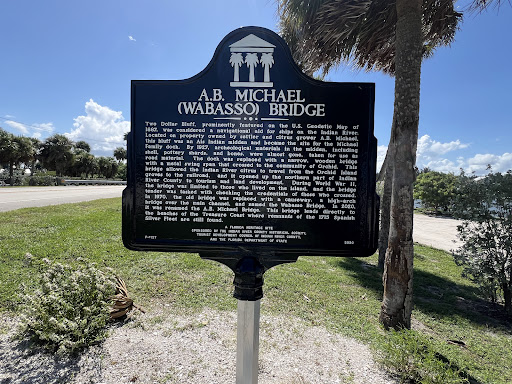 A.B. MICHAEL
(WABASSO) BRIDGE
Two Dollar Bluff, prominently featured on the U.S. Geodetic Map of
1882, was considered a navigational aid for ships on the Indian River.
Located on property owned by settler and citrus grower A.B. Michael,
this bluff was an Ais Indian midden and became the site for the Michael
family dock. By 1927, archaeological materials in the midden, such as
shell, pottery shards, and bones, were almost gone, taken for use as
road material. The dock was replaced with a narrow, wooden bridge
with a metal swing span that crossed to the community of Orchid. The
bridge allowed the Indian River citrus to be transported from the Orchid Island
groves to the railroad, and it opened up the northern part of Indian
River County to tourism and land development. During World War II,
the bridge was limited to those who lived on the island, and the bridge
tender was tasked with checking the credentials of those who crossed.
In 1970, the old bridge was replaced with a causeway, a high-arch
bridge over the main channel, and named the Wabasso Bridge. In 2020,
it was renamed the A.B. Michael Bridge. This bridge leads directly to
the beaches of the Treasure Coast where remnants of the 1715 Spanish
Silver Fleet are still found.
A FLORIDA HERITAGE SITE
SPONSORED BY THE INDIAN RIVER COUNTY HISTORICAL SOCIETY,
TOURIST DEVELOPMENT COUNCIL OF INDIAN RIVER COUNTY,
AND THE FLORIDA DEPARTMENT OF STATE